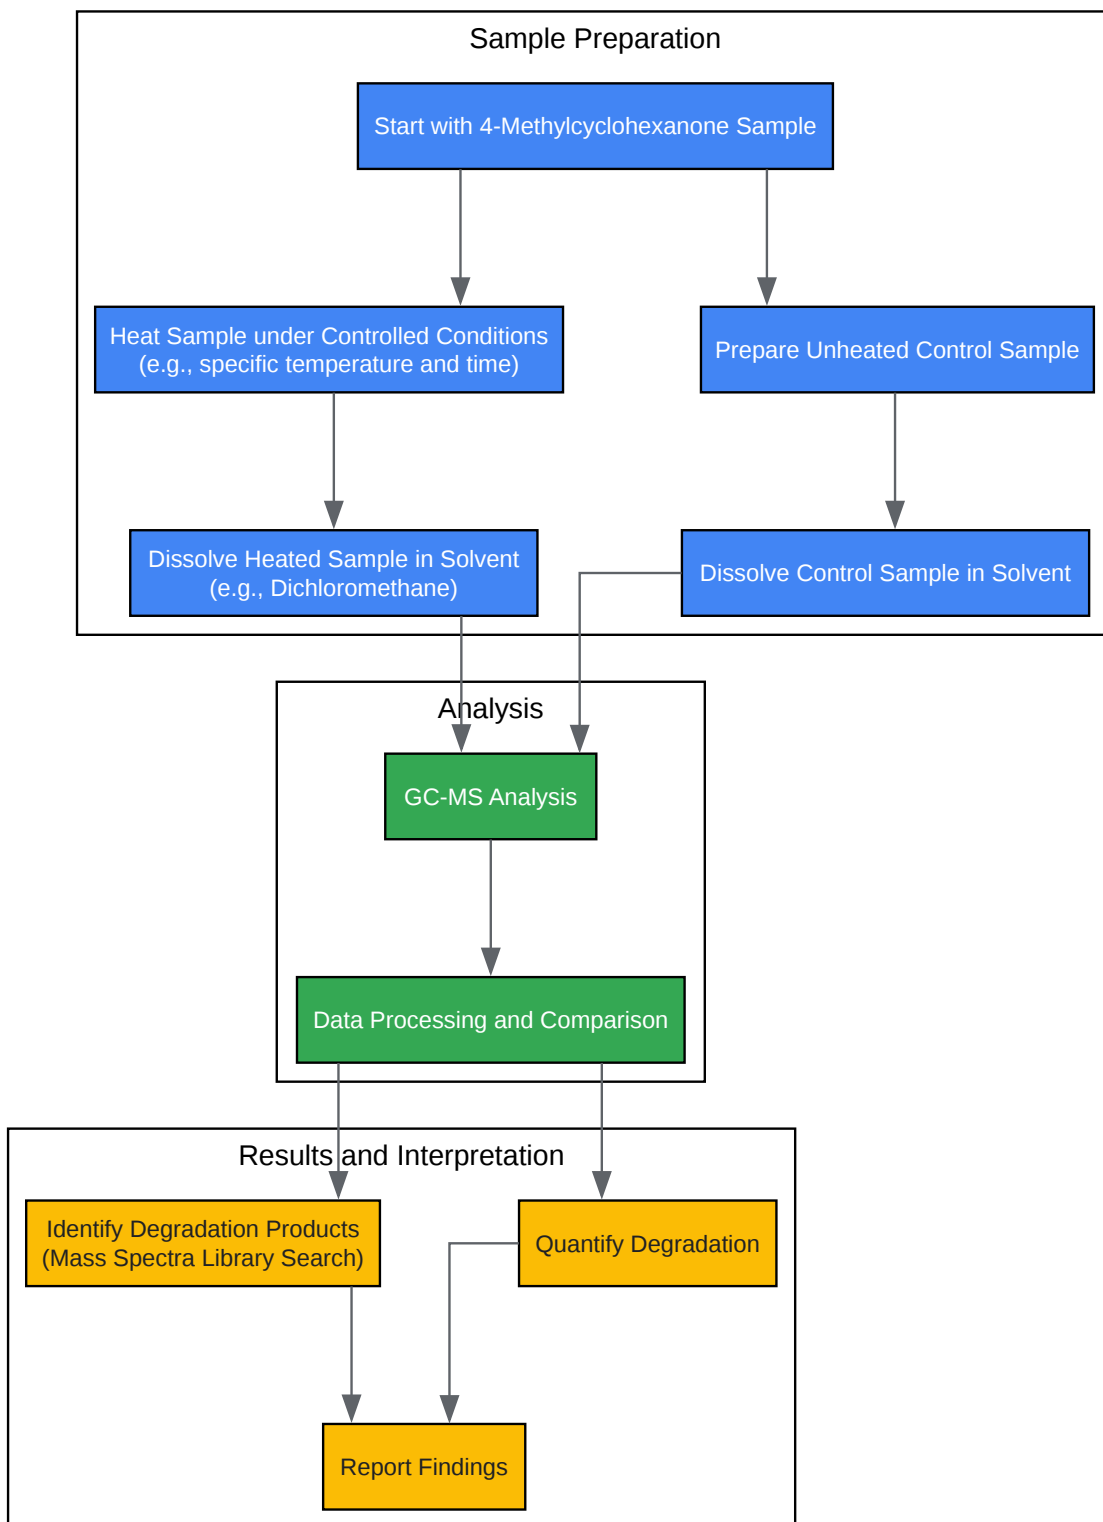 Sample Preparation
Start with 4-Methylcyclohexanone Sample
Heat Sample under Controlled Conditions
(e.g., specific temperature and time)
Prepare Unheated Control Sample
Dissolve Heated Sample in Solvent
(e.g., Dichloromethane)
Dissolve Control Sample in Solvent
Analysis
GC-MS Analysis
Data Processing and Comparison
Results and Interpretation
Identify Degradation Products
(Mass Spectra Library Search)
Quantify Degradation
Report Findings